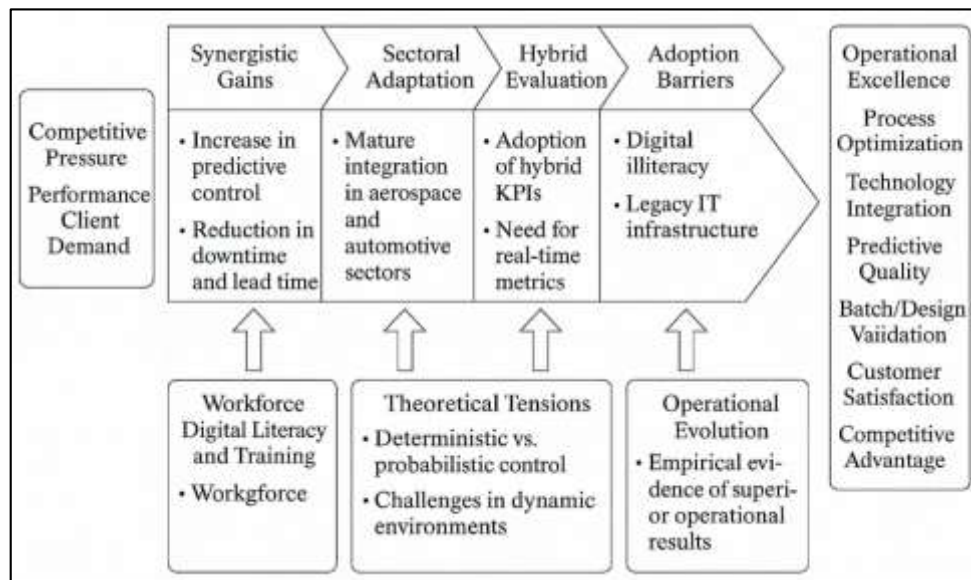 Competitive
Pressure
Performance
Client
Demand
Synergistic
Gains
• Increase in
predictive
control
• Reduction in
downtime
and lead time
Sectoral
Adaptation
• Mature
integration
in aerospace
and
automotive
sectors
Hybrid
Evaluation
• Adoption
of hybrid
KPIs
• Need for
real-time
metrics
Adoption
Barriers
• Digital
illiteracy
• Legacy IT
infrastructure
Workforce
Digital Literacy
and Training
• Workgforce
Theoretical Tensions
• Deterministic vs.
probabilistic control
• Challenges in dynamic
environments
Operational
Evolution
• Empirical evi-
dence of superi-
or operational
results
Operational
Excellence
Process
Optimization
Technology
Integration
Predictive
Quality
Batch/Design
Vaiidation
Customer
Satisfaction
Competitive
Advantage